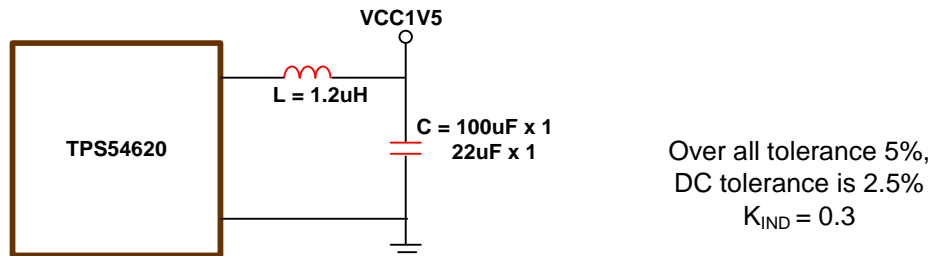 VCC1V5
L = 1.2uH
C = 100uF x 1
22uF x 1
TPS54620
Over all tolerance 5%,
DC tolerance is 2.5%
K_IND = 0.3